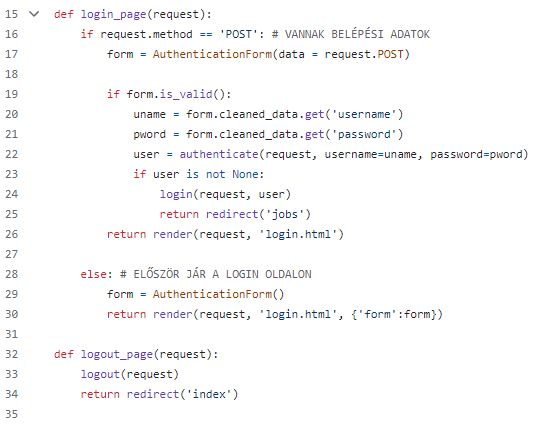 15 def login_page(request):
16     if request.method == 'POST': # VANNAK BELÉPÉSI ADATOK
17         form = AuthenticationForm(data = request.POST)
18
19         if form.is_valid():
20             uname = form.cleaned_data.get('username')
21             pword = form.cleaned_data.get('password')
22             user = authenticate(request, username=uname, password=pword)
23             if user is not None:
24                 login(request, user)
25                 return redirect('jobs')
26         return render(request, 'login.html')
27
28     else: # ELŐSZÖR JÁR A LOGIN OLDALON
29         form = AuthenticationForm()
30         return render(request, 'login.html', {'form':form})
31
32 def logout_page(request):
33     logout(request)
34     return redirect('index')
35